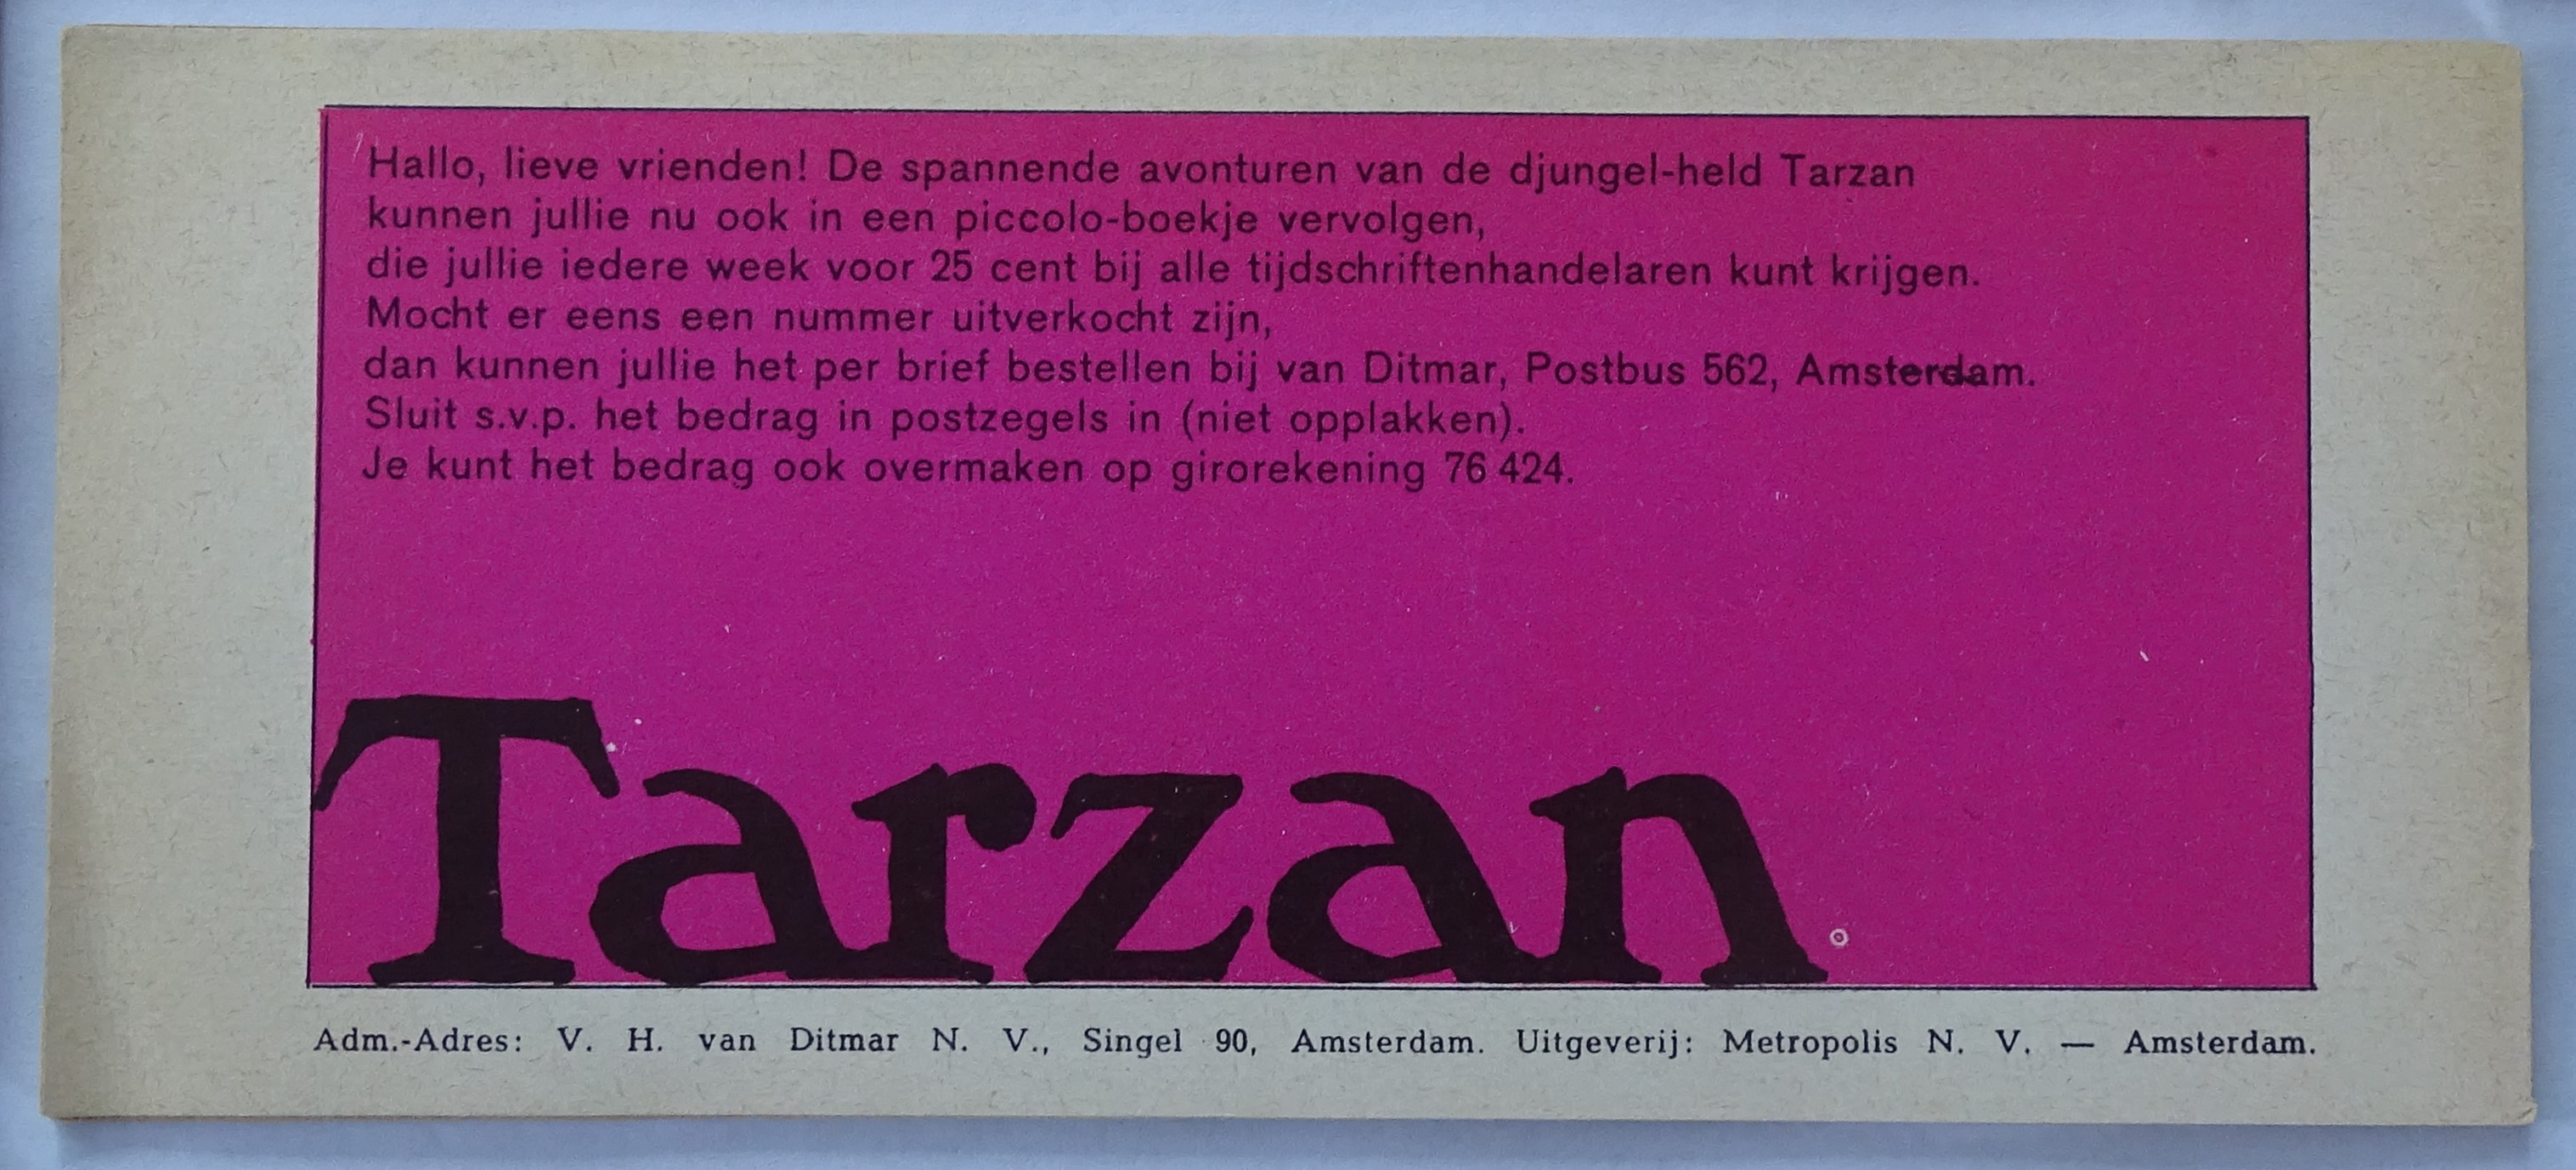 Hallo, lieve vrienden! De spannende avonturen van de djungel-held Tarzan
kunnen jullie nu ook in een piccolo-boekje vervolgen,
die jullie iedere week voor 25 cent bij alle tijdschriftenhandelaren kunt krijgen.
Mocht er eens een nummer uitverkocht zijn,
dan kunnen jullie het per brief bestellen bij van Ditmar, Postbus 562, Amsterdam.
Sluit s.v.p. het bedrag in postzegels in (niet opplakken).
Je kunt het bedrag ook overmaken op girorekening 76 424.
Tarzan
Adm.-Adres: V. H. van Ditmar N. V., Singel 90, Amsterdam. Uitgeverij: Metropolis N. V. — Amsterdam.